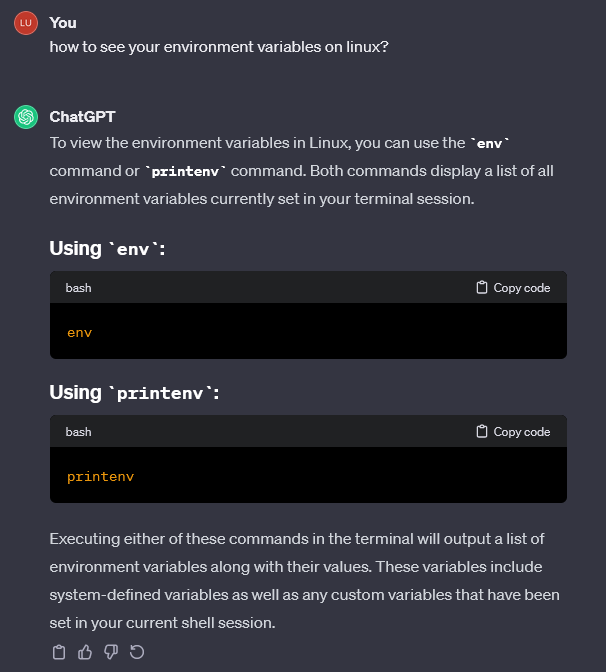 LU You
how to see your environment variables on linux?
ChatGPT
To view the environment variables in Linux, you can use the `env`
command or `printenv` command. Both commands display a list of all
environment variables currently set in your terminal session.
Using `env`:
bash Copy code
env
Using `printenv`:
bash Copy code
printenv
Executing either of these commands in the terminal will output a list of
environment variables along with their values. These variables include
system-defined variables as well as any custom variables that have been
set in your current shell session.